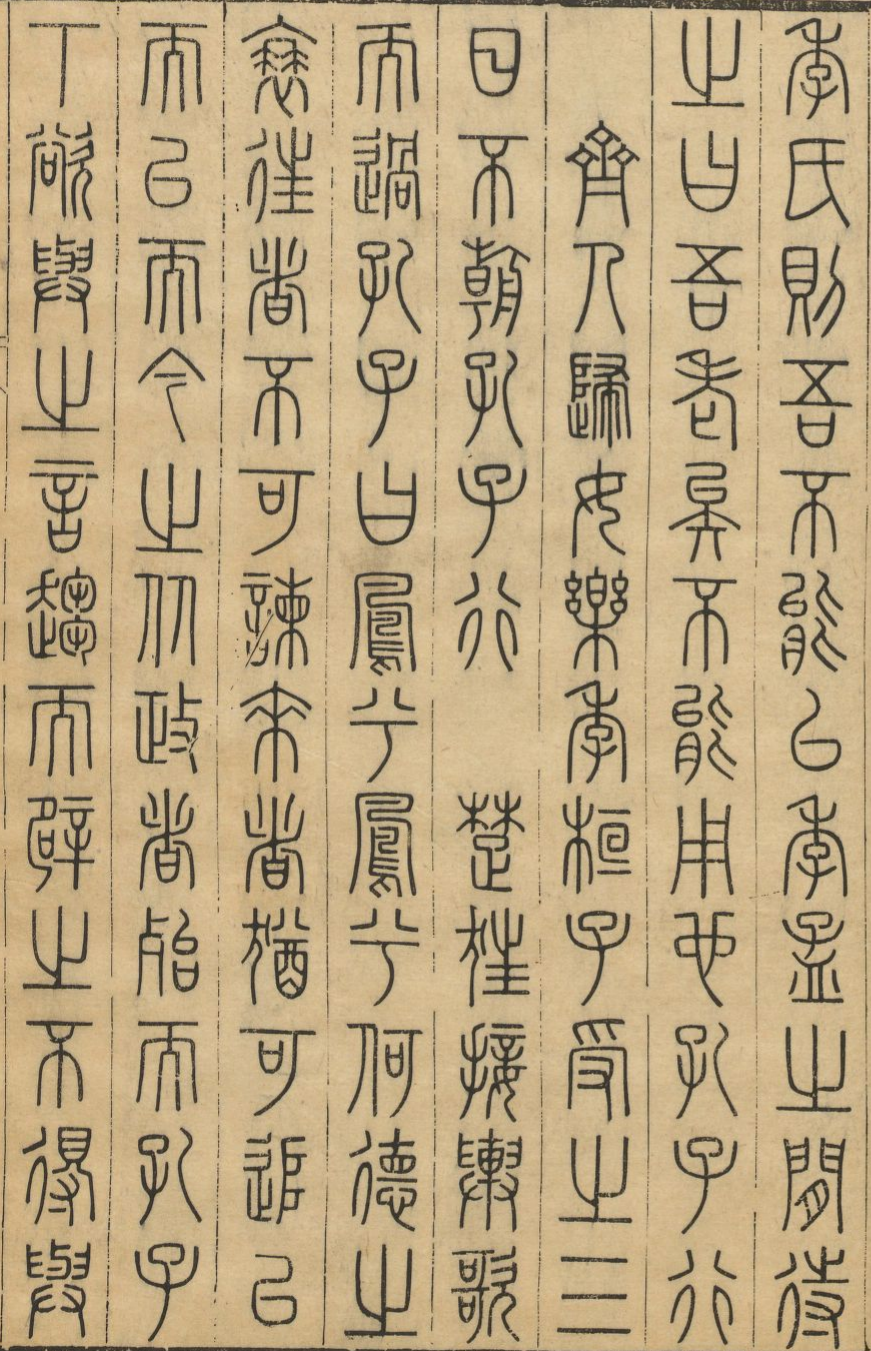 季氏則吾不能以季孟之閒待
之曰吾老矣不能用也孔子行
齊人歸女樂季桓子受之三
日不朝孔子行　楚狂接輿歌
而過孔子曰鳳兮鳳兮何德之
衰往者不可諫來者猶可追已
而已而今之从政者殆而孔子
下欲與之言趨而辟之不得與